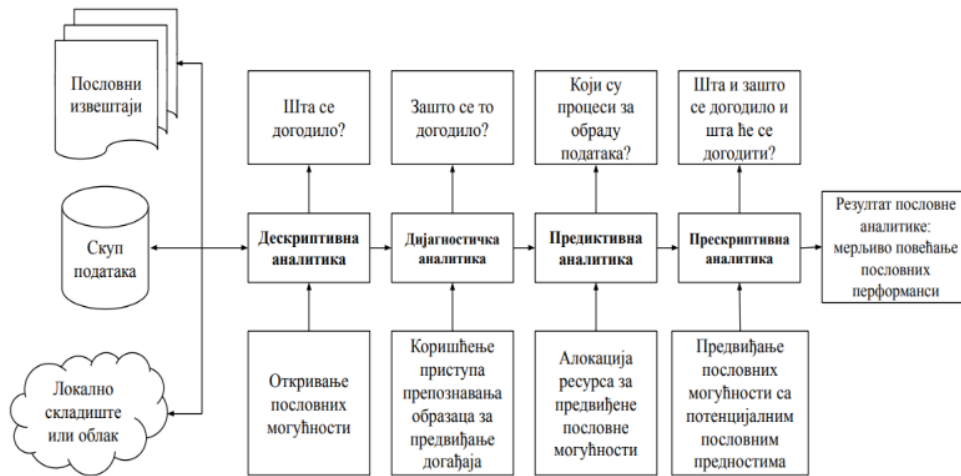 Пословни
извештаји
Скуп
података
Локално
складиште
или облак
Шта се
догодило?
Зашто се то
догодило?
Који су
процеси за
обраду
података?
Шта и зашто
се догодило и
шта ће се
догодити?
Дескриптивна
аналитика
Дијагностичка
аналитика
Предиктивна
аналитика
Прескриптивна
аналитика
Резултат пословне
аналитике:
мерљиво повећање
пословних
перформанси
Откривање
пословних
могућности
Коришћење
приступа
препознавања
образаца за
предвиђање
догађаја
Алокација
ресурса за
предвиђене
пословне
могућности
Предвиђање
пословних
могућности са
потенцијалним
пословним
предностима